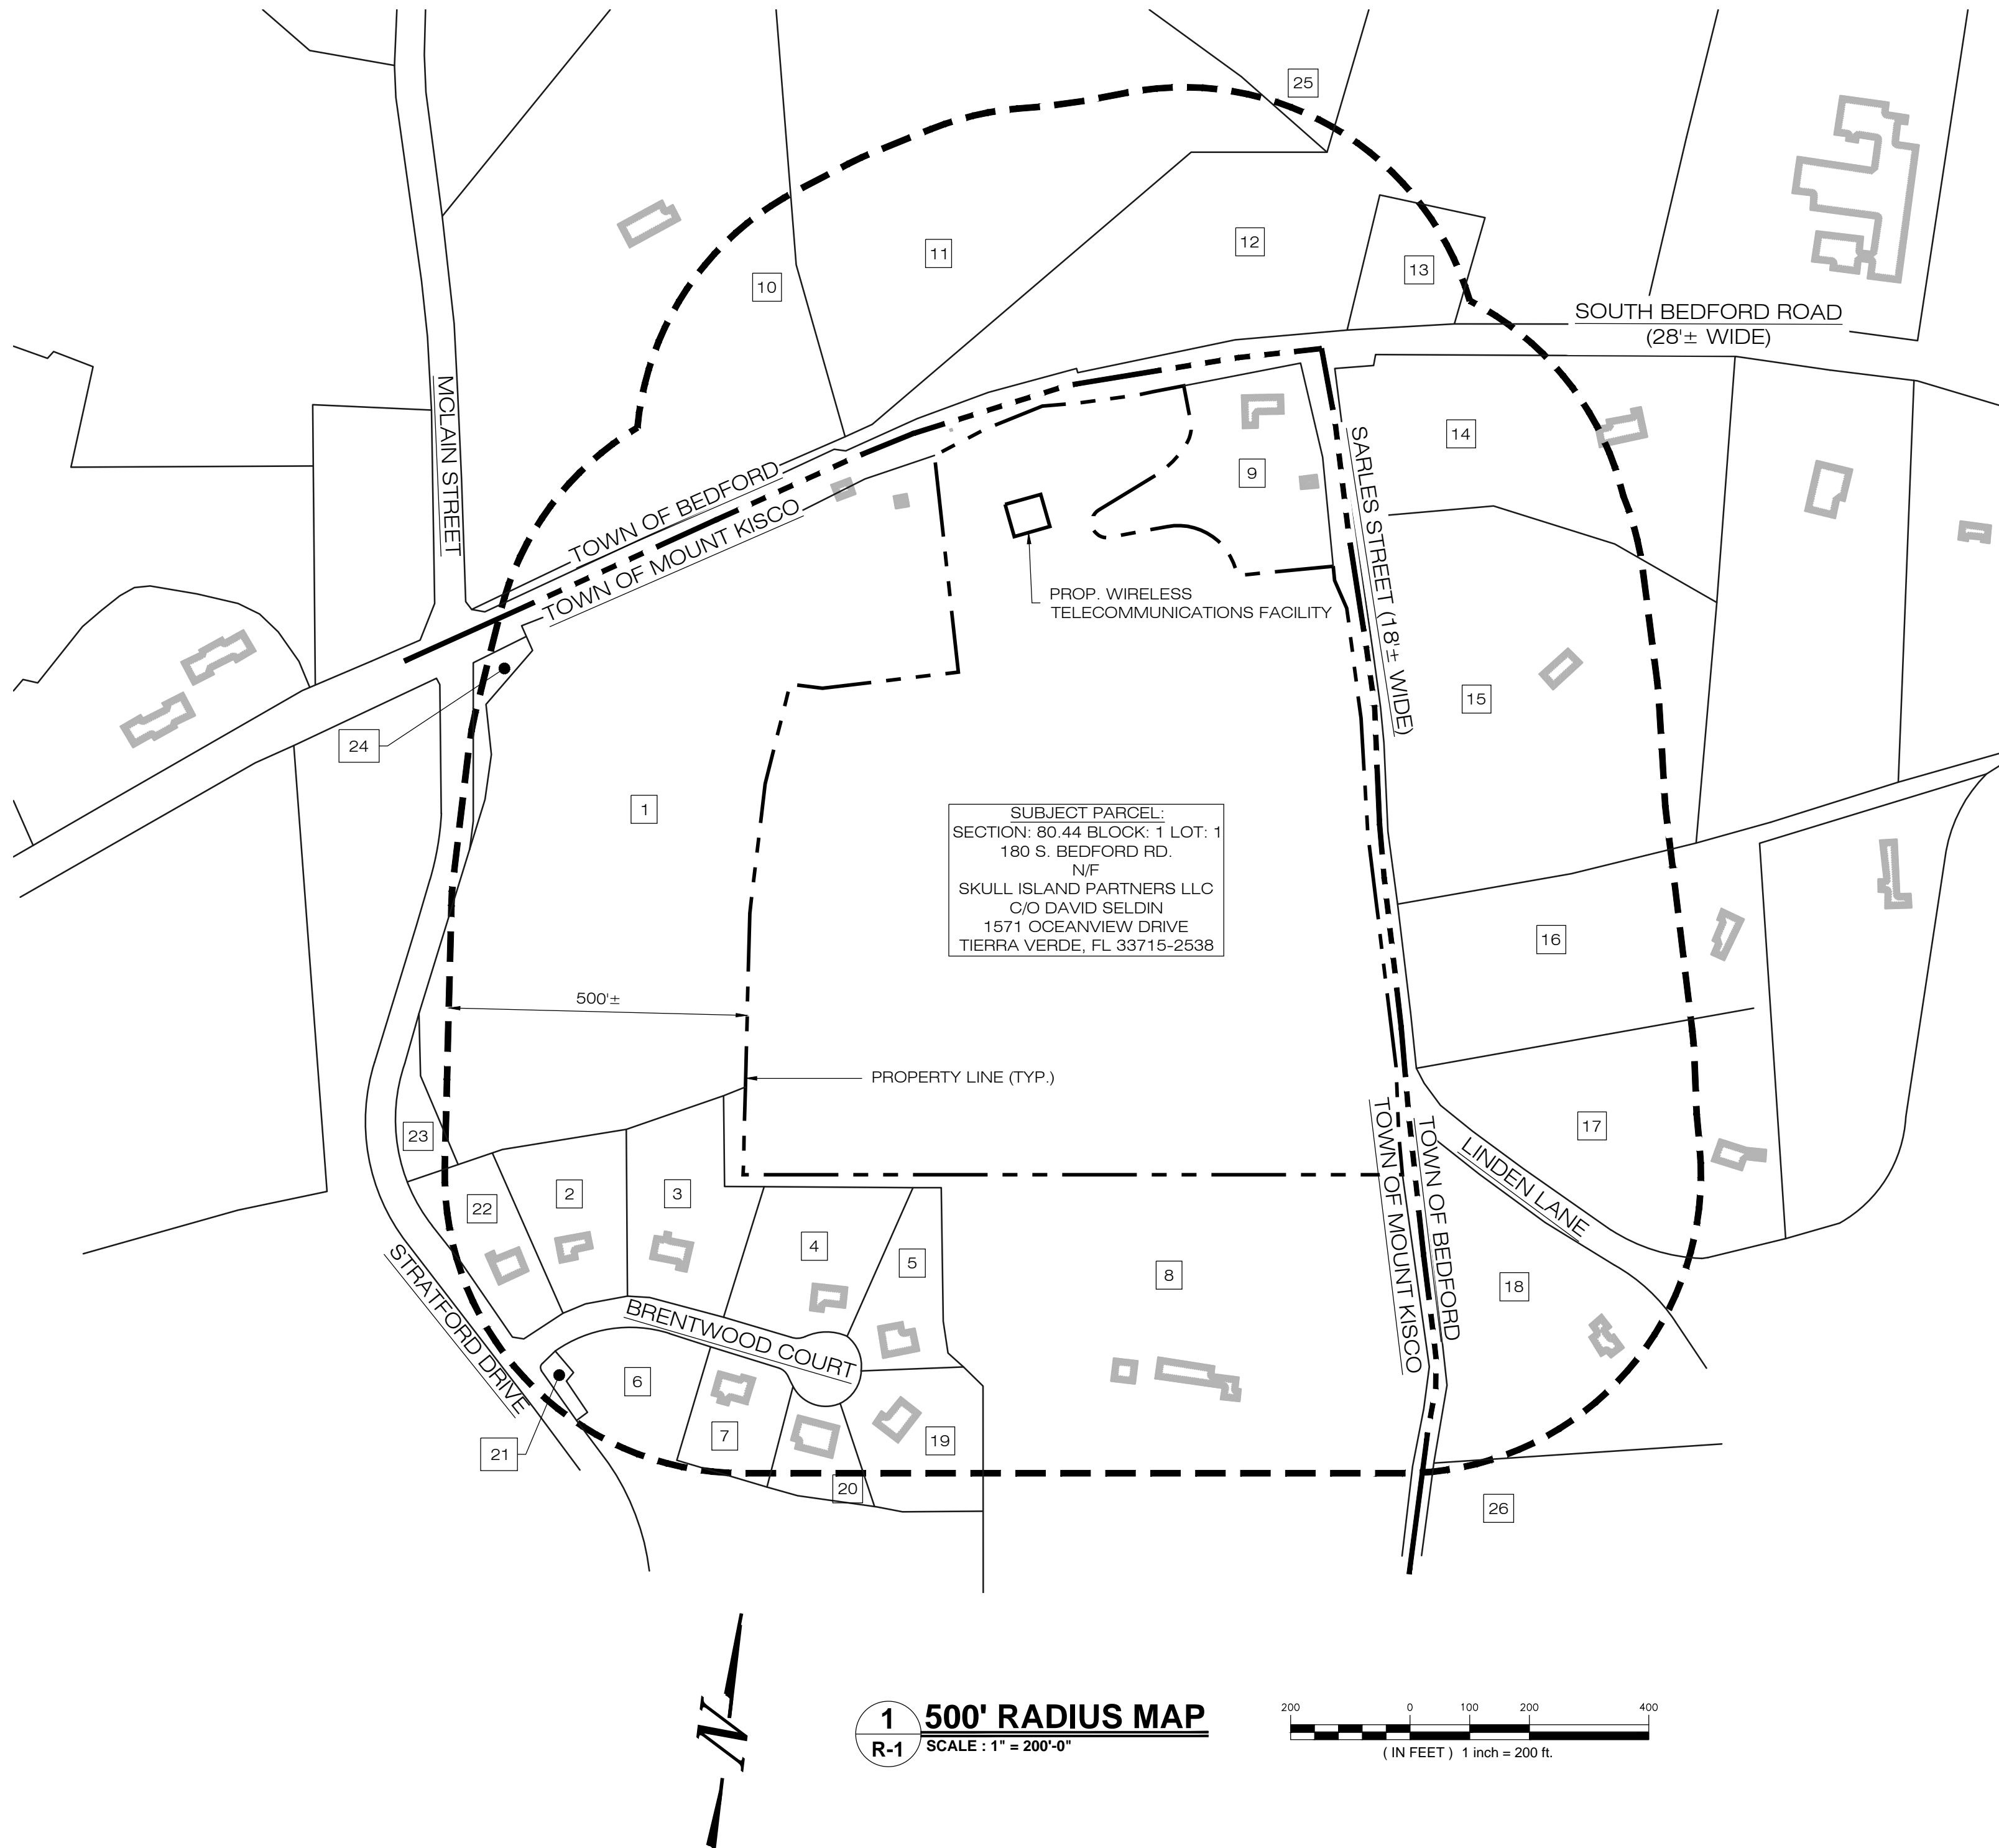 25
12
11
13
10
SOUTH BEDFORD ROAD
(28'± WIDE)
MCLAIN STREET
14
SARLES STREET (18'± WIDE)
9
TOWN OF BEDFORD
TOWN OF MOUNT KISCO
PROP. WIRELESS
TELECOMMUNICATIONS FACILITY
15
24
1
SUBJECT PARCEL:
SECTION: 80.44 BLOCK: 1 LOT: 1
180 S. BEDFORD RD.
N/F
SKULL ISLAND PARTNERS LLC
C/O DAVID SELDIN
1571 OCEANVIEW DRIVE
TIERRA VERDE, FL 33715-2538
16
500'±
PROPERTY LINE (TYP.)
23
17
TOWN OF MOUNT KISCO
TOWN OF BEDFORD
LINDEN LANE
22
2
3
4
5
8
18
STRATFORD DRIVE
BRENTWOOD COURT
6
7
19
21
20
26
N
1
R-1
500' RADIUS MAP
SCALE : 1" = 200'-0"
200 0 100 200 400
( IN FEET ) 1 inch = 200 ft.